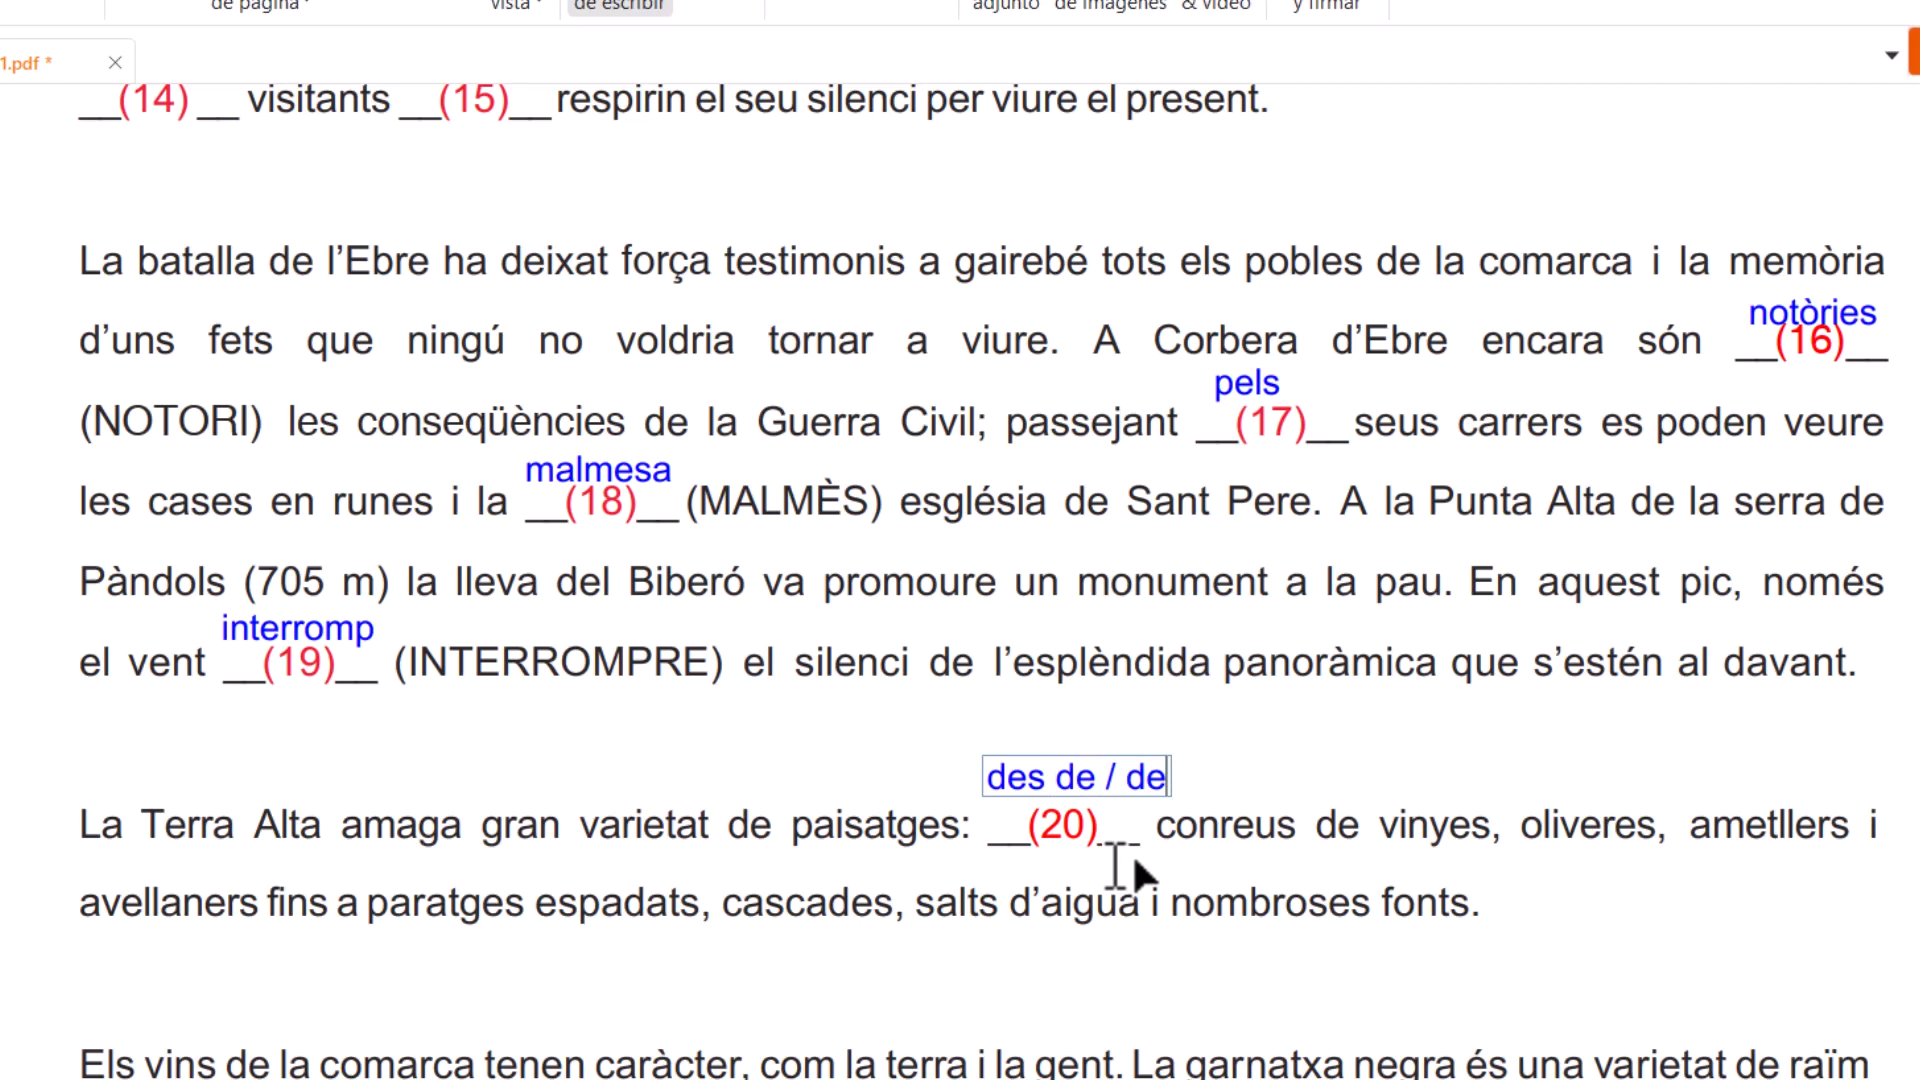 de página
vista
de escribir
adjunto de imágenes & vídeo
y firmar
1.pdf *
__(14) __ visitants __(15)__ respirin el seu silenci per viure el present.
La batalla de l’Ebre ha deixat força testimonis a gairebé tots els pobles de la comarca i la memòria
notòries
d’uns fets que ningú no voldria tornar a viure. A Corbera d’Ebre encara són __(16)__
pels
(NOTORI) les conseqüències de la Guerra Civil; passejant __(17)__ seus carrers es poden veure
malmesa
les cases en runes i la __(18)__ (MALMÈS) església de Sant Pere. A la Punta Alta de la serra de
Pàndols (705 m) la lleva del Biberó va promoure un monument a la pau. En aquest pic, només
interromp
el vent __(19)__ (INTERROMPRE) el silenci de l’esplèndida panoràmica que s’estén al davant.
des de / de
La Terra Alta amaga gran varietat de paisatges: __(20)__ conreus de vinyes, oliveres, ametllers i
avellaners fins a paratges espadats, cascades, salts d’aigua i nombroses fonts.
Els vins de la comarca tenen caràcter, com la terra i la gent. La garnatxa negra és una varietat de raïm